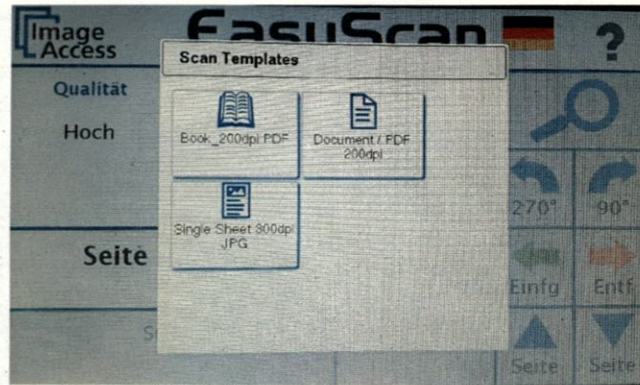 Image
Access
EasyScan
?
Scan Templates
Qualität
Hoch
Book_200dpi PDF
Document / PDF
200dpi
Single Sheet 300dpi
JPG
270°
90°
Seite
Einfg
Entf
Seite
Seite